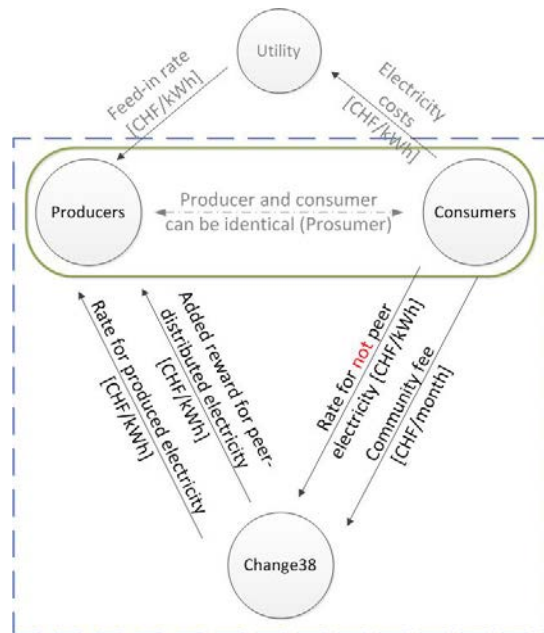 Utility
Feed-in rate
[CHF/kWh]
Electricity
costs
[CHF/kWh]
Producers
Producer and consumer
can be identical (Prosumer)
Consumers
Rate for produced electricity
[CHF/kWh]
Added reward for peer-
distributed electricity
[CHF/kWh]
Rate for not peer
electricity [CHF/kWh]
Community fee
[CHF/month]
Change38